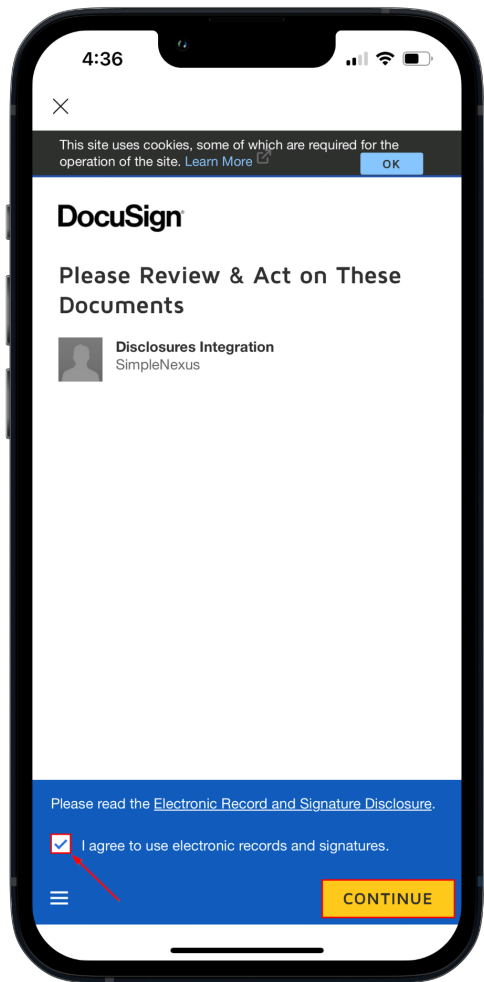 4:36
This site uses cookies, some of which are required for the
operation of the site. Learn More
OK
DocuSign
Please Review & Act on These
Documents
Disclosures Integration
SimpleNexus
Please read the Electronic Record and Signature Disclosure.
I agree to use electronic records and signatures.
CONTINUE